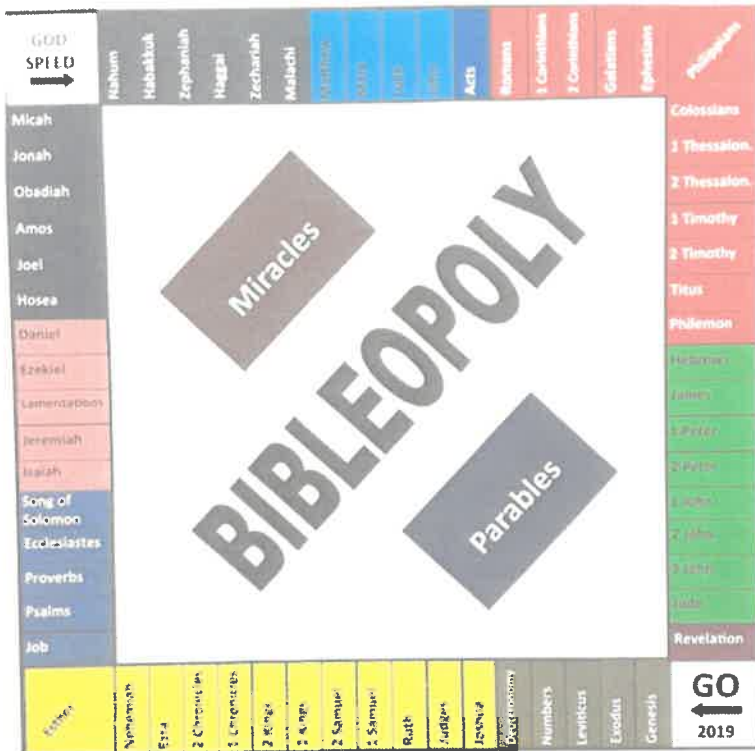 GOD
SPEED
Nahum
Habakkuk
Zephaniah
Haggai
Zechariah
Malachi
Matthew
Mark
Acts
Romans
1 Corinthians
2 Corinthians
Galatians
Ephesians
Philippians
Micah
Jonah
Obadiah
Amos
Joel
Hosea
Daniel
Ezekiel
Lamentations
Jeremiah
Isaiah
Song of
Solomon
Ecclesiastes
Proverbs
Psalms
Job
Miracles
BIBLEOPOLY
Parables
Colossians
1 Thessalon.
2 Thessalon.
1 Timothy
2 Timothy
Titus
Philemon
Hebrews
James
1 Peter
2 Peter
1 John
2 John
3 John
Jude
Revelation
Esther
Nehemiah
Ezra
2 Chronicles
1 Chronicles
2 Kings
1 Kings
2 Samuel
1 Samuel
Ruth
Judges
Joshua
Deuteronomy
Numbers
Leviticus
Exodus
Genesis
GO
2019